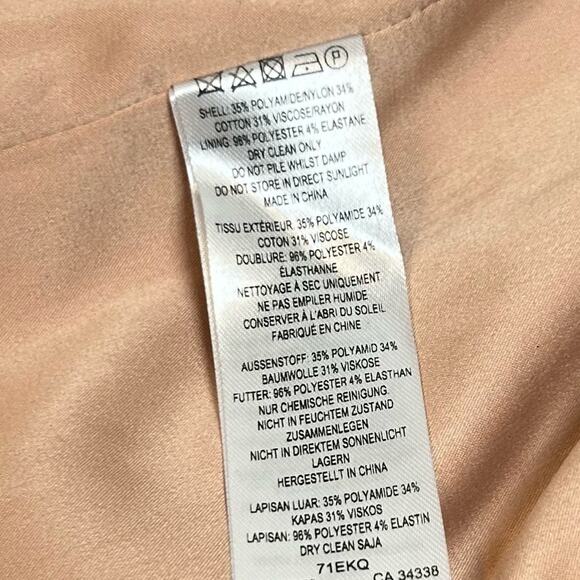 SHELL: 35% POLYAMIDE/NYLON 34%
COTTON 31% VISCOSE/RAYON
LINING: 96% POLYESTER 4% ELASTANE
DRY CLEAN ONLY
DO NOT PILE WHILST DAMP
DO NOT STORE IN DIRECT SUNLIGHT
MADE IN CHINA
TISSU EXTÉRIEUR: 35% POLYAMIDE 34%
COTON 31% VISCOSE
DOUBLURE: 96% POLYESTER 4%
ÉLASTHANNE
NETTOYAGE À SEC UNIQUEMENT
NE PAS EMPILER HUMIDE
CONSERVER À L'ABRI DU SOLEIL
FABRIQUÉ EN CHINE
AUSSENSTOFF: 35% POLYAMID 34%
BAUMWOLLE 31% VISKOSE
FUTTER: 96% POLYESTER 4% ELASTHAN
NUR CHEMISCHE REINIGUNG.
NICHT IN FEUCHTEM ZUSTAND
ZUSAMMENLEGEN
NICHT IN DIREKTEM SONNENLICHT
LAGERN
HERGESTELLT IN CHINA
LAPISAN LUAR: 35% POLYAMIDE 34%
KAPAS 31% VISKOS
LAPISAN: 96% POLYESTER 4% ELASTIN
DRY CLEAN SAJA
71EKQ
CA 34338